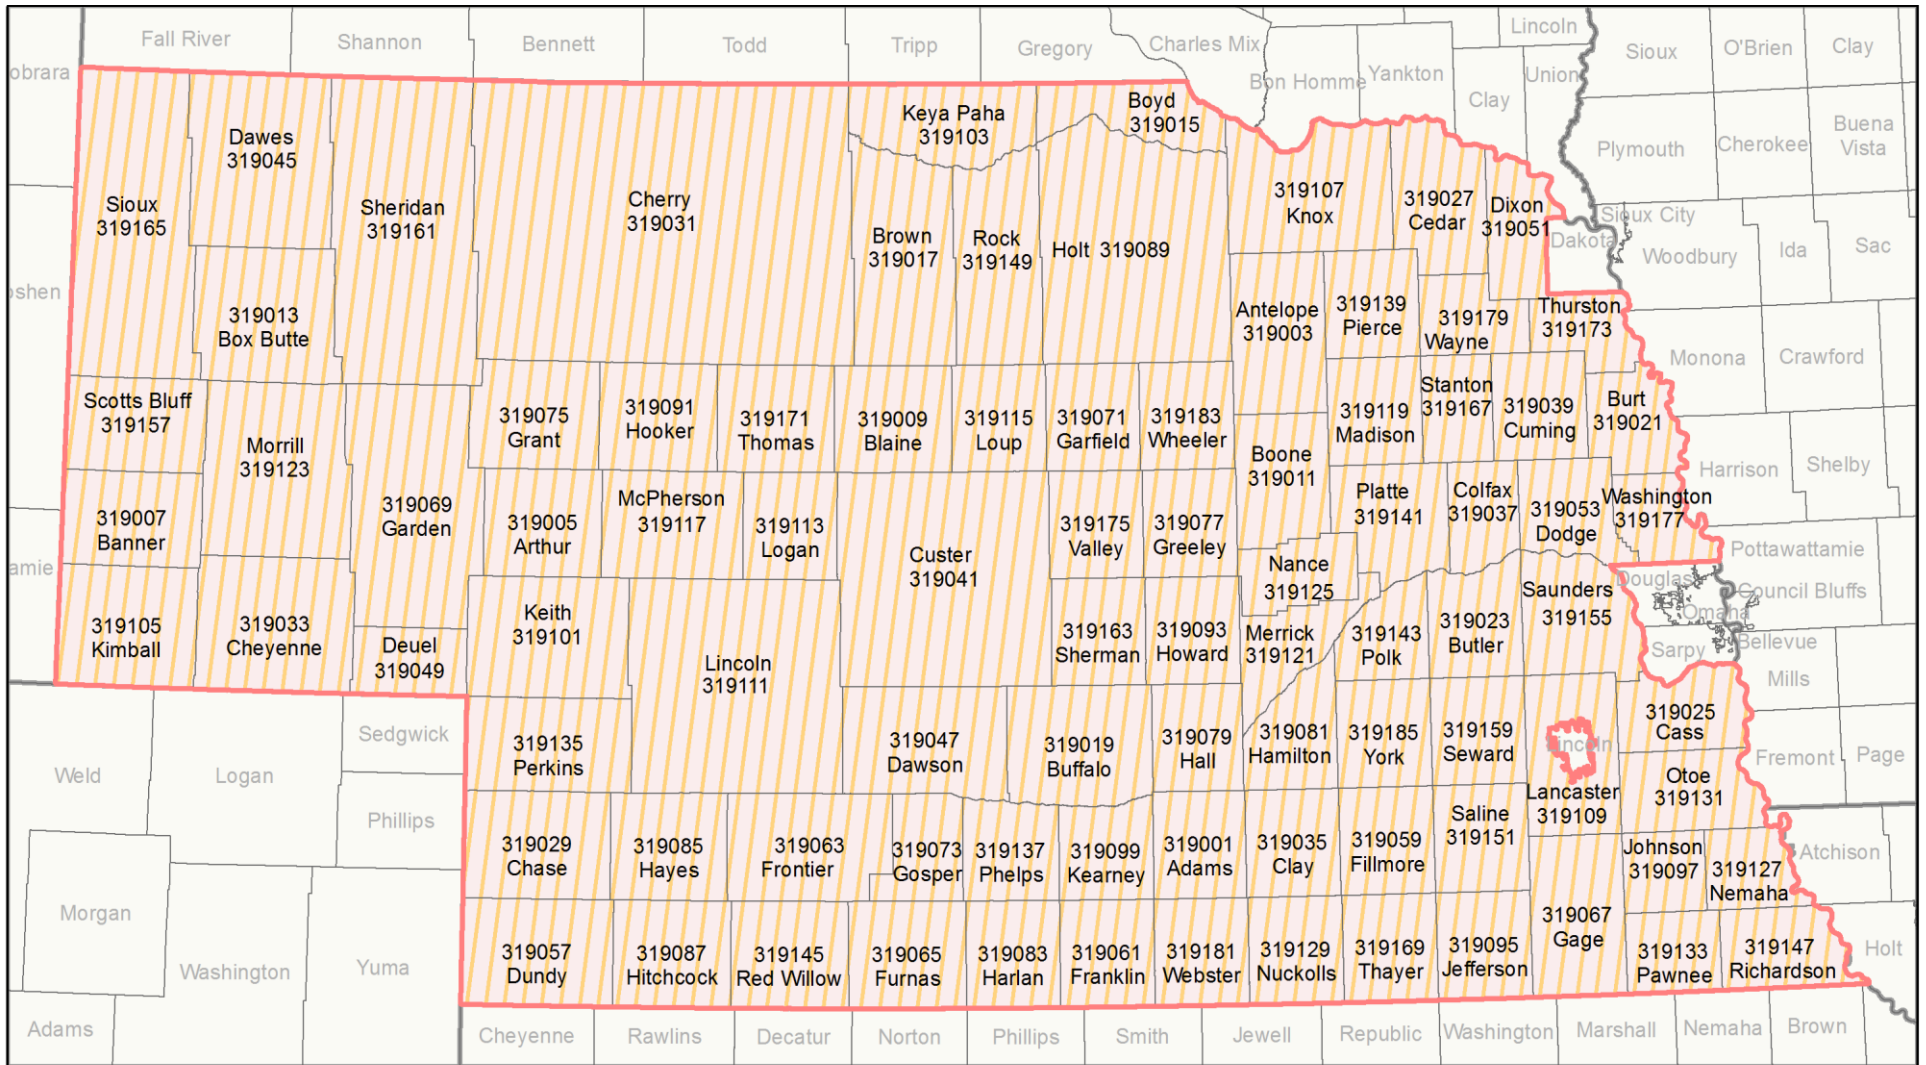 Fall River
Shannon
Bennett
Todd
Tripp
Gregory
Charles Mix
Bon Homme
Yankton
Clay
Lincoln
Union
Sioux
O'Brien
Clay
obrara
Plymouth
Cherokee
Buena
Vista
Sioux City
Dakota
Woodbury
Ida
Sac
oshen
Monona
Crawford
Harrison
Shelby
amie
Pottawattamie
Douglas
Omaha
Council Bluffs
Sarpy
Bellevue
Mills
Fremont
Page
Atchison
Holt
Sioux
319165
Dawes
319045
Sheridan
319161
Cherry
319031
Keya Paha
319103
Boyd
319015
Brown
319017
Rock
319149
Holt 319089
319107
Knox
319027
Cedar
Dixon
319051
319013
Box Butte
Antelope
319003
319139
Pierce
319179
Wayne
Thurston
319173
Scotts Bluff
319157
Morrill
319123
319069
Garden
319075
Grant
319091
Hooker
319171
Thomas
319009
Blaine
319115
Loup
319071
Garfield
319183
Wheeler
Boone
319011
319119
Madison
Stanton
319167
319039
Cuming
Burt
319021
319007
Banner
319005
Arthur
McPherson
319117
319113
Logan
Custer
319041
319175
Valley
319077
Greeley
Platte
319141
Colfax
319037
319053
Dodge
Washington
319177
Nance
319125
319105
Kimball
319033
Cheyenne
Deuel
319049
Keith
319101
Lincoln
319111
319163
Sherman
319093
Howard
Merrick
319121
319143
Polk
319023
Butler
Saunders
319155
319135
Perkins
319047
Dawson
319019
Buffalo
319079
Hall
319081
Hamilton
319185
York
319159
Seward
Lincoln
Lancaster
319109
319025
Cass
Otoe
319131
319029
Chase
319085
Hayes
319063
Frontier
319073
Gosper
319137
Phelps
319099
Kearney
319001
Adams
319035
Clay
319059
Fillmore
Saline
319151
Johnson
319097
319127
Nemaha
319057
Dundy
319087
Hitchcock
319145
Red Willow
319065
Furnas
319083
Harlan
319061
Franklin
319181
Webster
319129
Nuckolls
319169
Thayer
319095
Jefferson
319067
Gage
319133
Pawnee
319147
Richardson
Sedgwick
Weld
Logan
Phillips
Morgan
Washington
Yuma
Adams
Cheyenne
Rawlins
Decatur
Norton
Phillips
Smith
Jewell
Republic
Washington
Marshall
Nemaha
Brown